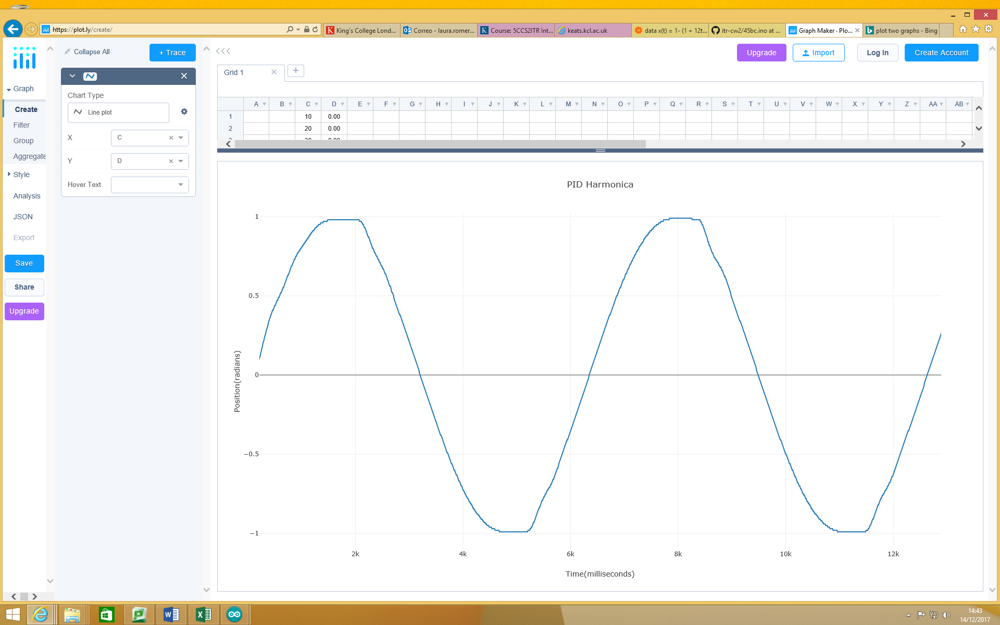 https://plot.ly/create/
King's College Lond...
Correo - laura.romer...
Course: 5CCS2ITR Int...
keats.kcl.ac.uk
data x(t) = 1- (1 + 12t...
itr-cw2/45bc.ino at ...
Graph Maker · Plo...
plot two graphs - Bing
Collapse All
+ Trace
Upgrade
Import
Log In
Create Account
Graph
Create
Filter
Group
Aggregate
Style
Analysis
JSON
Export
Save
Share
Upgrade
Chart Type
Line plot
X C
Y D
Hover Text
Grid 1
A B C D E F G H I J K L M N O P Q R S T U V W X Y Z AA AB
1 10 0.00
2 20 0.00
PID Harmonica
1
0.5
0
−0.5
−1
Position(radians)
2k 4k 6k 8k 10k 12k
Time(milliseconds)
14:43
14/12/2017